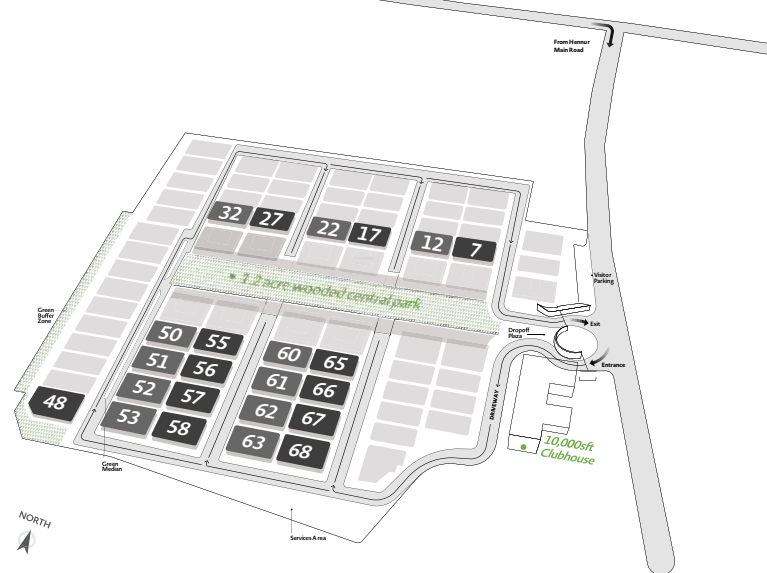 From Hennur
Main Road
32 27
22 17
12 7
1.2 acre wooded central park
Visitor
Parking
Green
Buffer
Zone
Exit
Dropoff
Plaza
Entrance
50 55
60 65
51 56
61 66
52 57
62 67
53 58
63 68
48
DRIVEWAY
10,000sft
Clubhouse
Green
Median
NORTH
Services Area